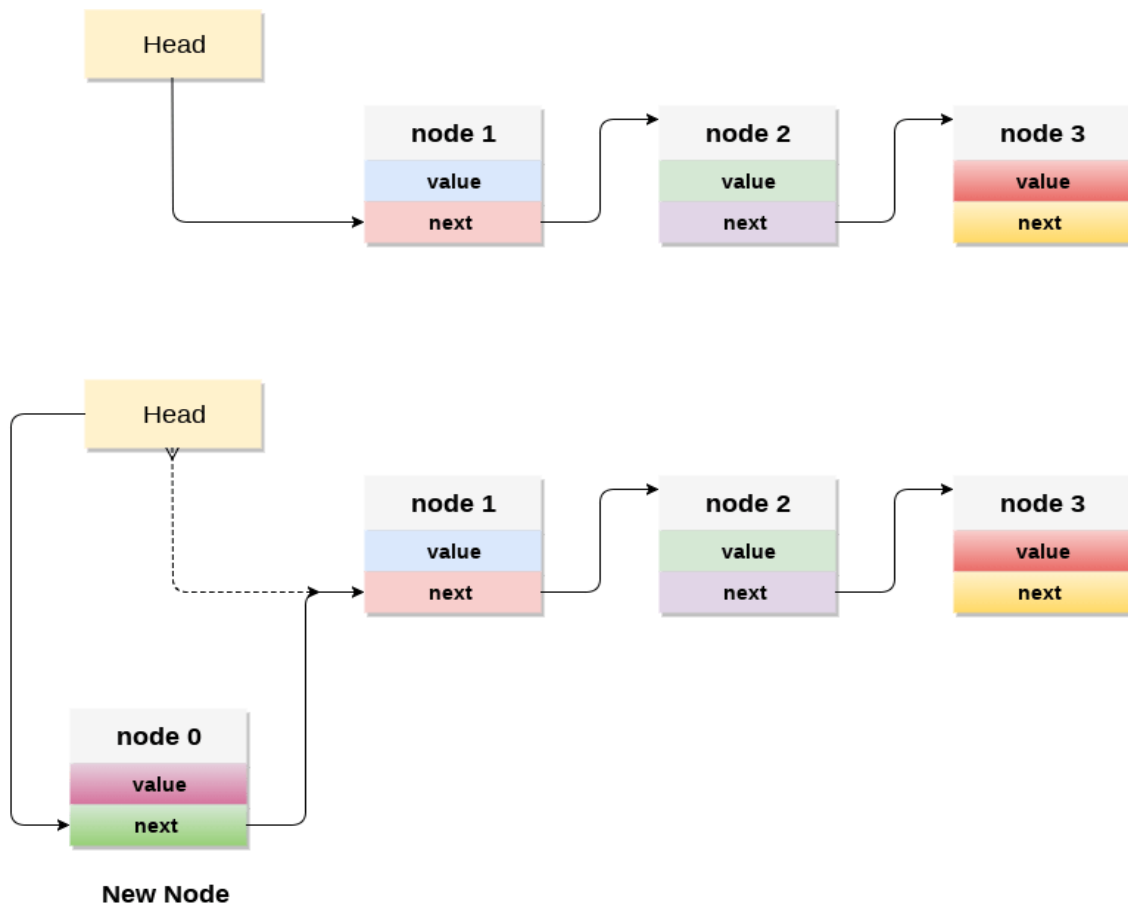 Head
node 1
value
next
node 2
value
next
node 3
value
next
Head
node 1
value
next
node 2
value
next
node 3
value
next
node 0
value
next
New Node